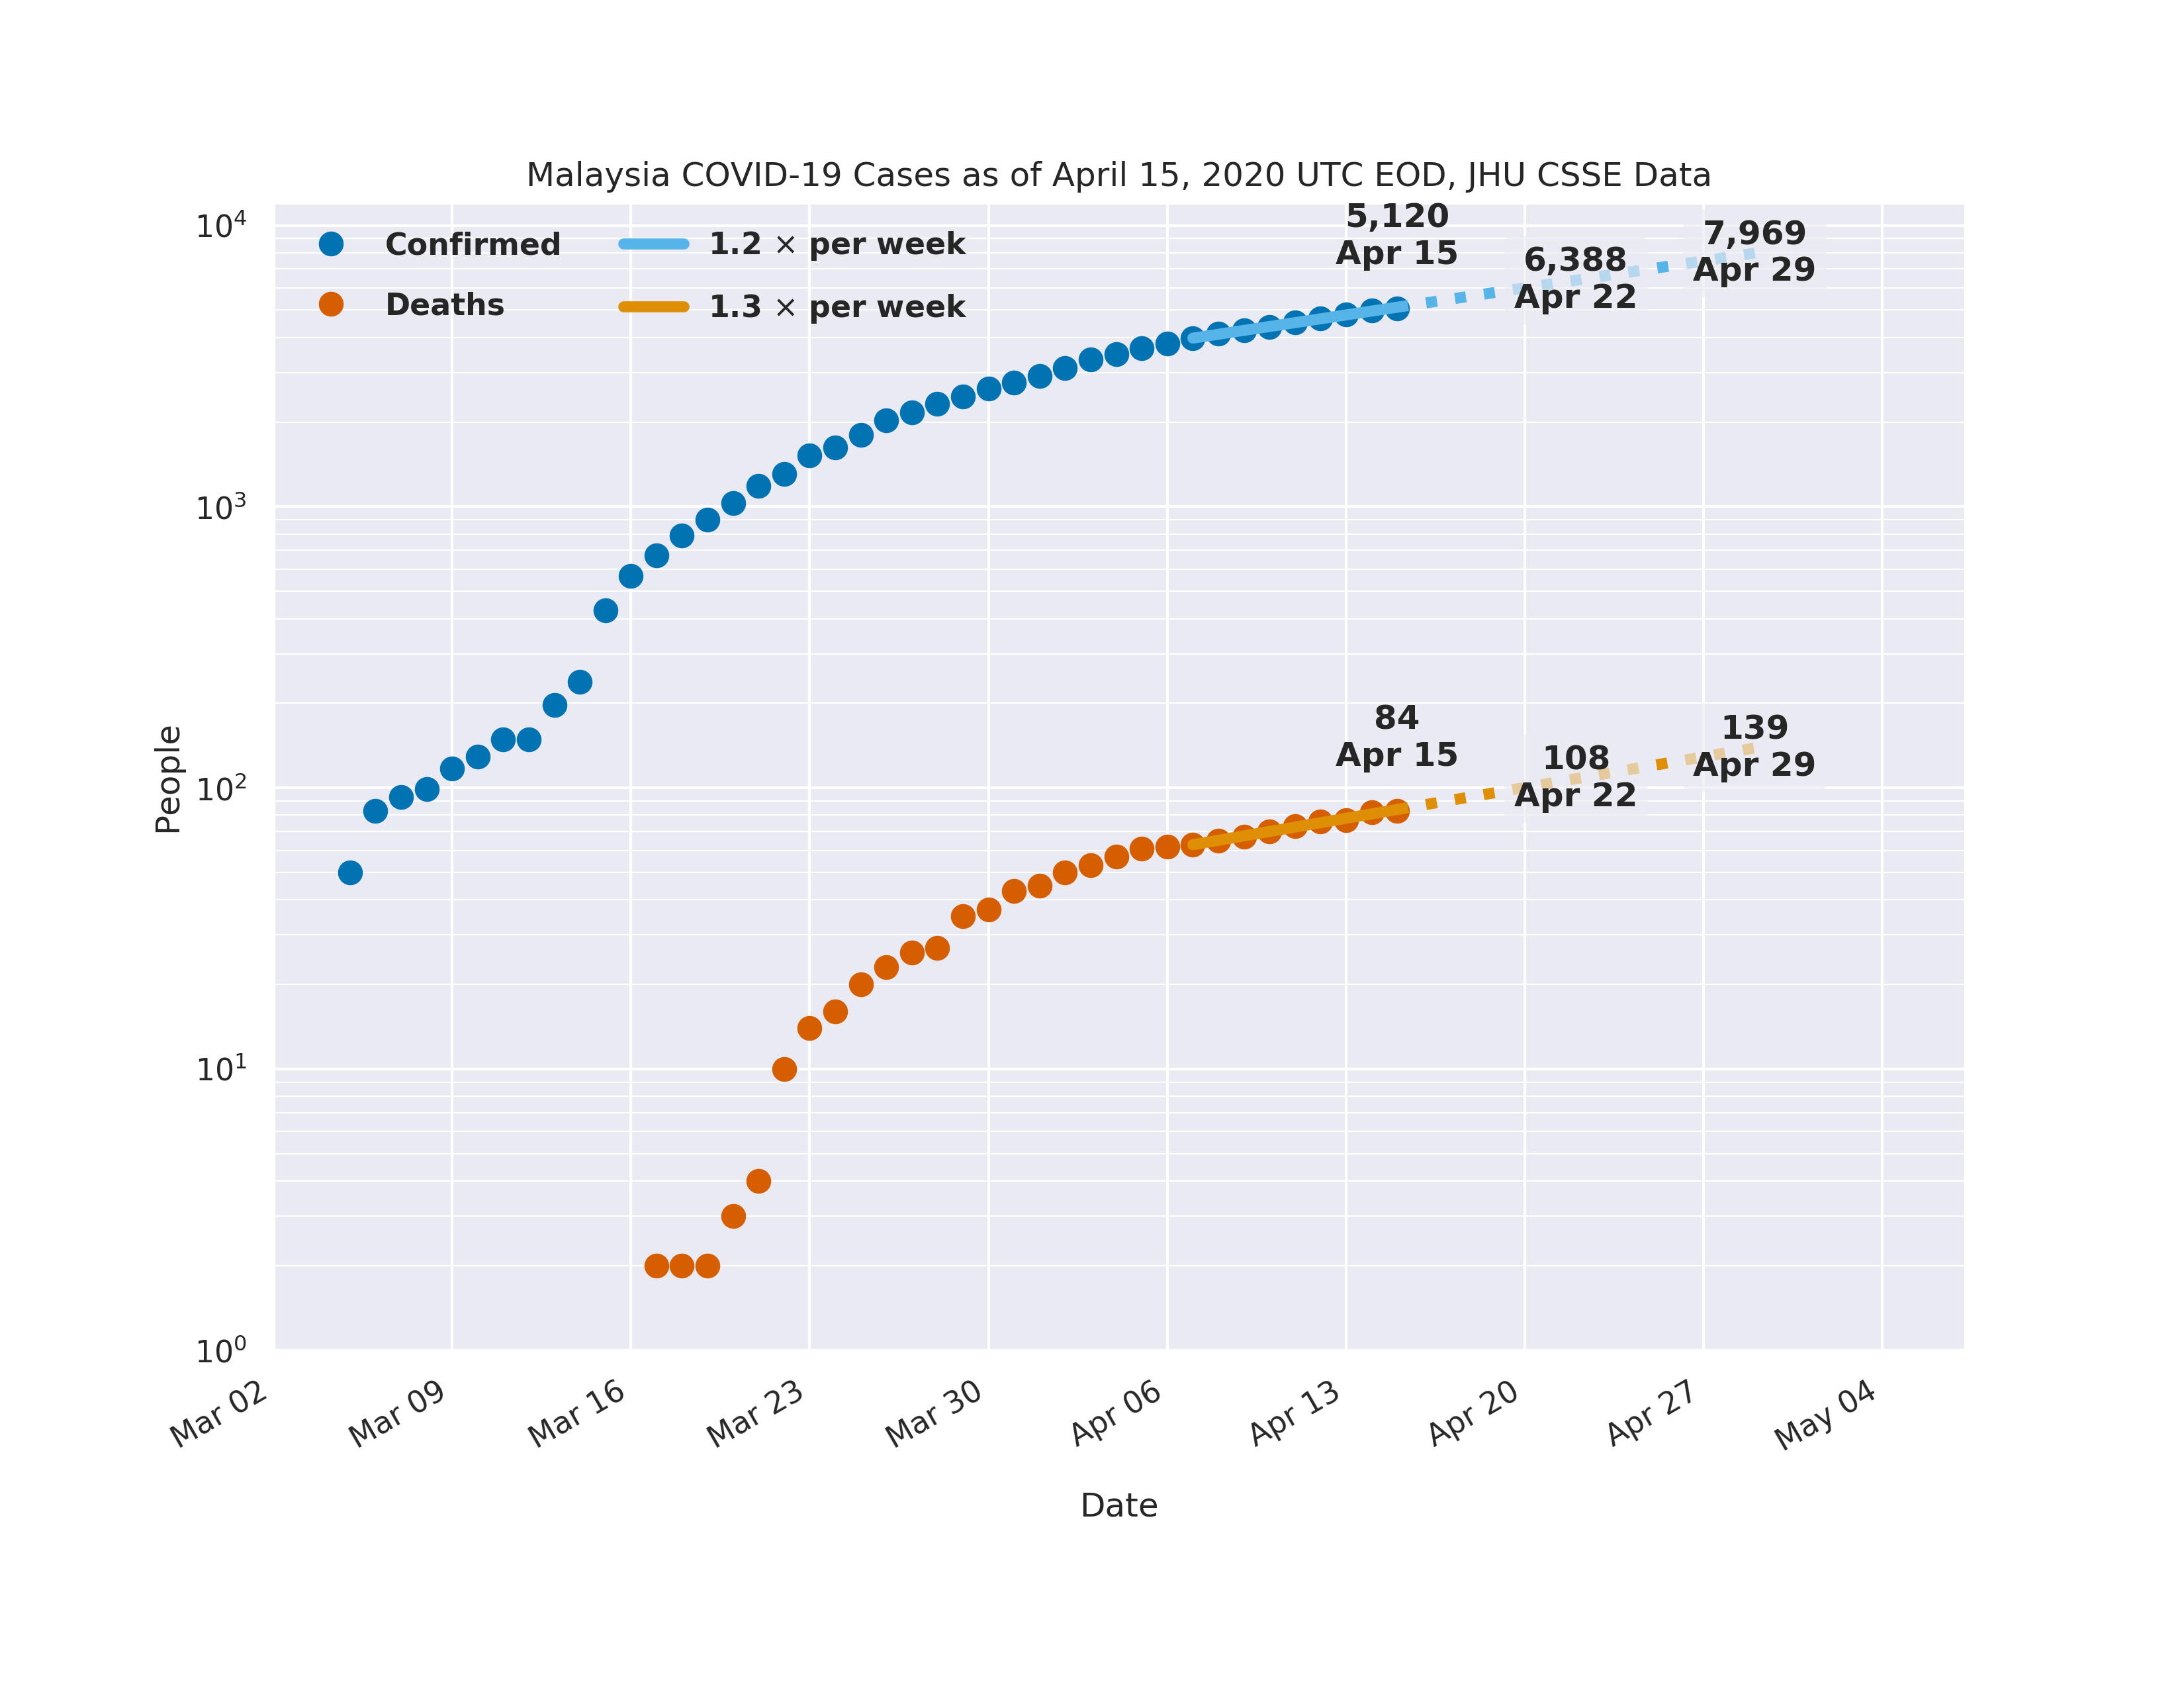 Malaysia COVID-19 Cases as of April 15, 2020 UTC EOD, JHU CSSE Data
Confirmed
Deaths
1.2 × per week
1.3 × per week
5,120
Apr 15
6,388
Apr 22
7,969
Apr 29
84
Apr 15
108
Apr 22
139
Apr 29
People
10⁴
10³
10²
10¹
10⁰
Mar 02
Mar 09
Mar 16
Mar 23
Mar 30
Apr 06
Apr 13
Apr 20
Apr 27
May 04
Date